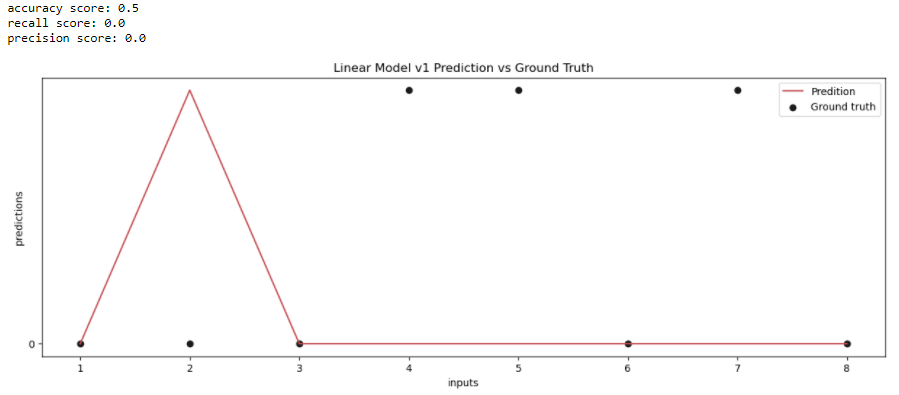 accuracy score: 0.5
recall score: 0.0
precision score: 0.0
Linear Model v1 Prediction vs Ground Truth
Predition
Ground truth
predictions
0
1 2 3 4 5 6 7 8
inputs